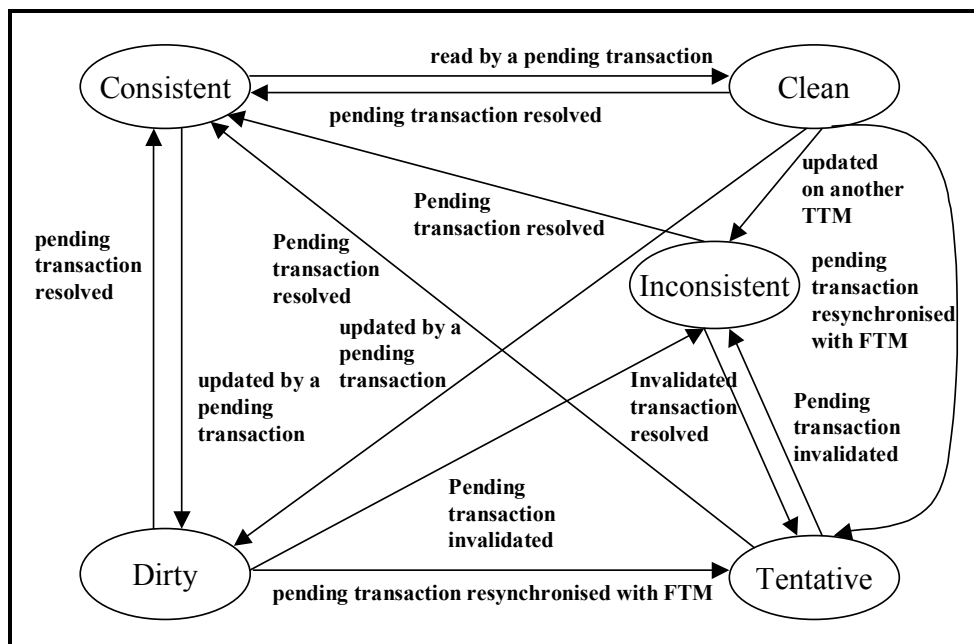 read by a pending transaction
Consistent
Clean
pending transaction resolved
updated
on another
TTM
Pending
transaction resolved
pending
transaction
resolved
Pending
transaction
resolved
Inconsistent
pending
transaction
resynchronised
with FTM
updated by a
pending
transaction
updated by a
pending
transaction
Invalidated
transaction
resolved
Pending
transaction
invalidated
Pending
transaction
invalidated
Dirty
Tentative
pending transaction resynchronised with FTM